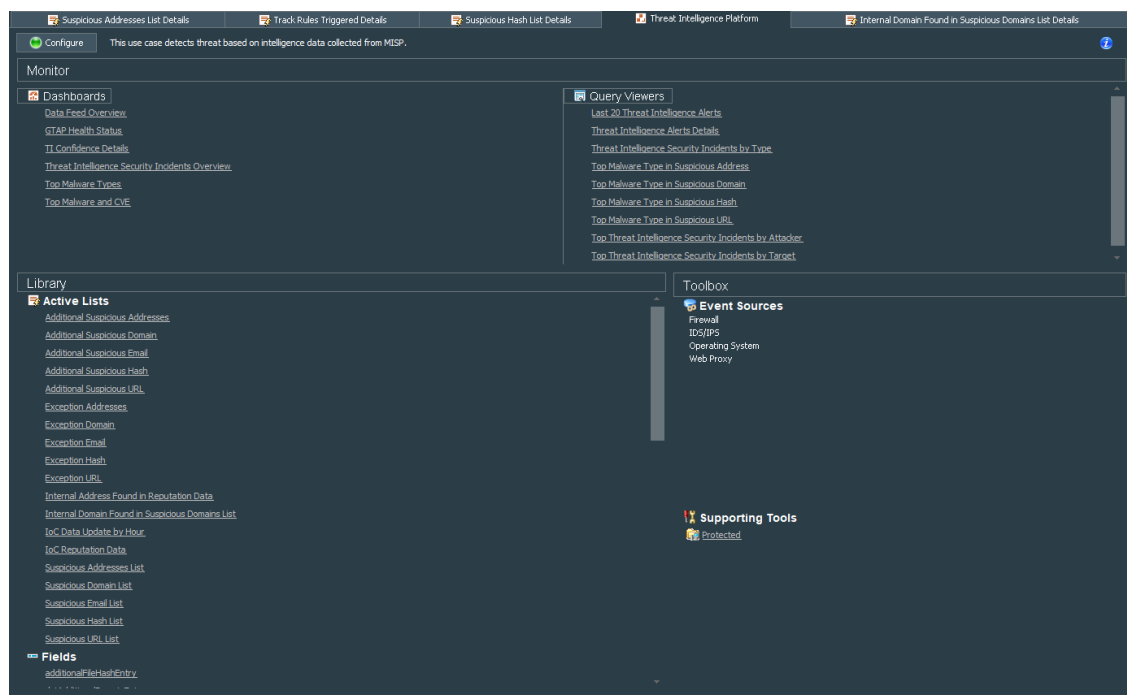 Suspicious Addresses List Details
Track Rules Triggered Details
Suspicious Hash List Details
Threat Intelligence Platform
Internal Domain Found in Suspicious Domains List Details
Configure
This use case detects threat based on intelligence data collected from MISP.
Monitor
Dashboards
Data Feed Overview
GTAP Health Status
TI Confidence Details
Threat Intelligence Security Incidents Overview
Top Malware Types
Top Malware and CVE
Query Viewers
Last 20 Threat Intelligence Alerts
Threat Intelligence Alerts Details
Threat Intelligence Security Incidents by Type
Top Malware Type in Suspicious Address
Top Malware Type in Suspicious Domain
Top Malware Type in Suspicious Hash
Top Malware Type in Suspicious URL
Top Threat Intelligence Security Incidents by Attacker
Top Threat Intelligence Security Incidents by Target
Library
Active Lists
Additional Suspicious Addresses
Additional Suspicious Domain
Additional Suspicious Email
Additional Suspicious Hash
Additional Suspicious URL
Exception Addresses
Exception Domain
Exception Email
Exception Hash
Exception URL
Internal Address Found in Reputation Data
Internal Domain Found in Suspicious Domains List
IoC Data Update by Hour
IoC Reputation Data
Suspicious Addresses List
Suspicious Domain List
Suspicious Email List
Suspicious Hash List
Suspicious URL List
Fields
additionalFileHashEntry
Toolbox
Event Sources
Firewall
IDS/IPS
Operating System
Web Proxy
Supporting Tools
Protected